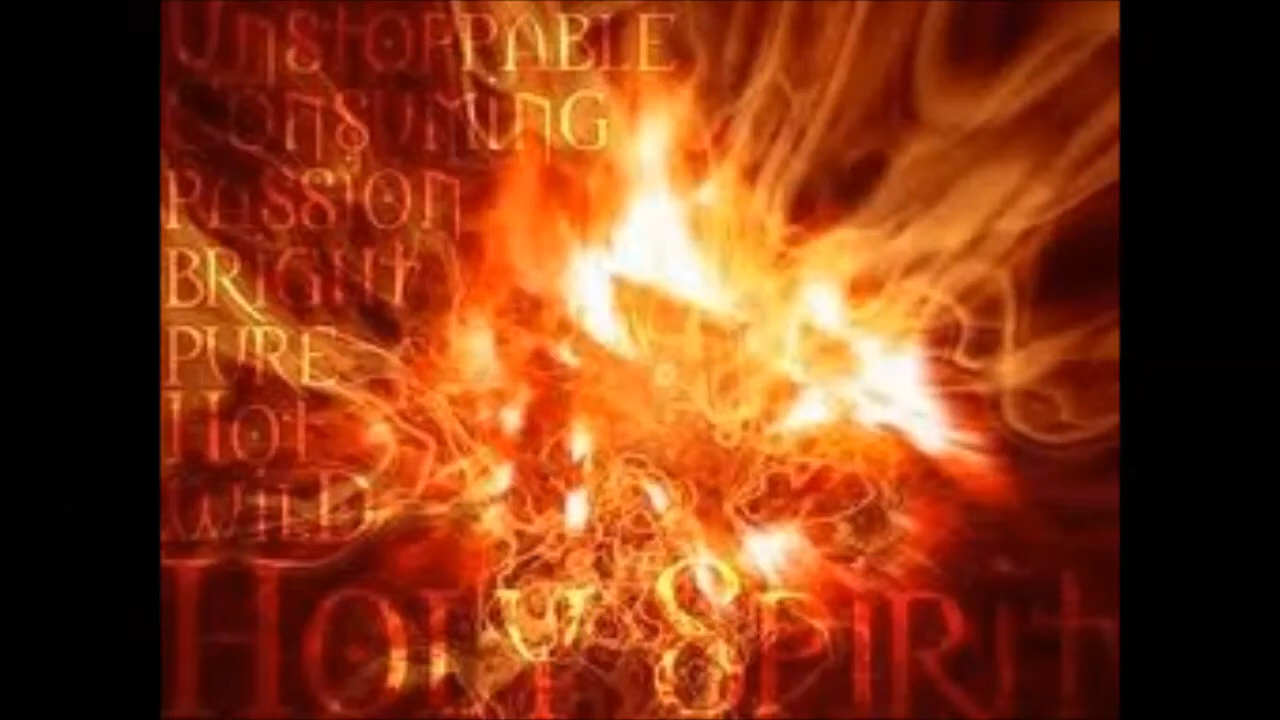 UNSTOPPABLE
CONSUMING
PASSION
BRIGHT
PURE
HOT
WILD
HOLY SPIRIT